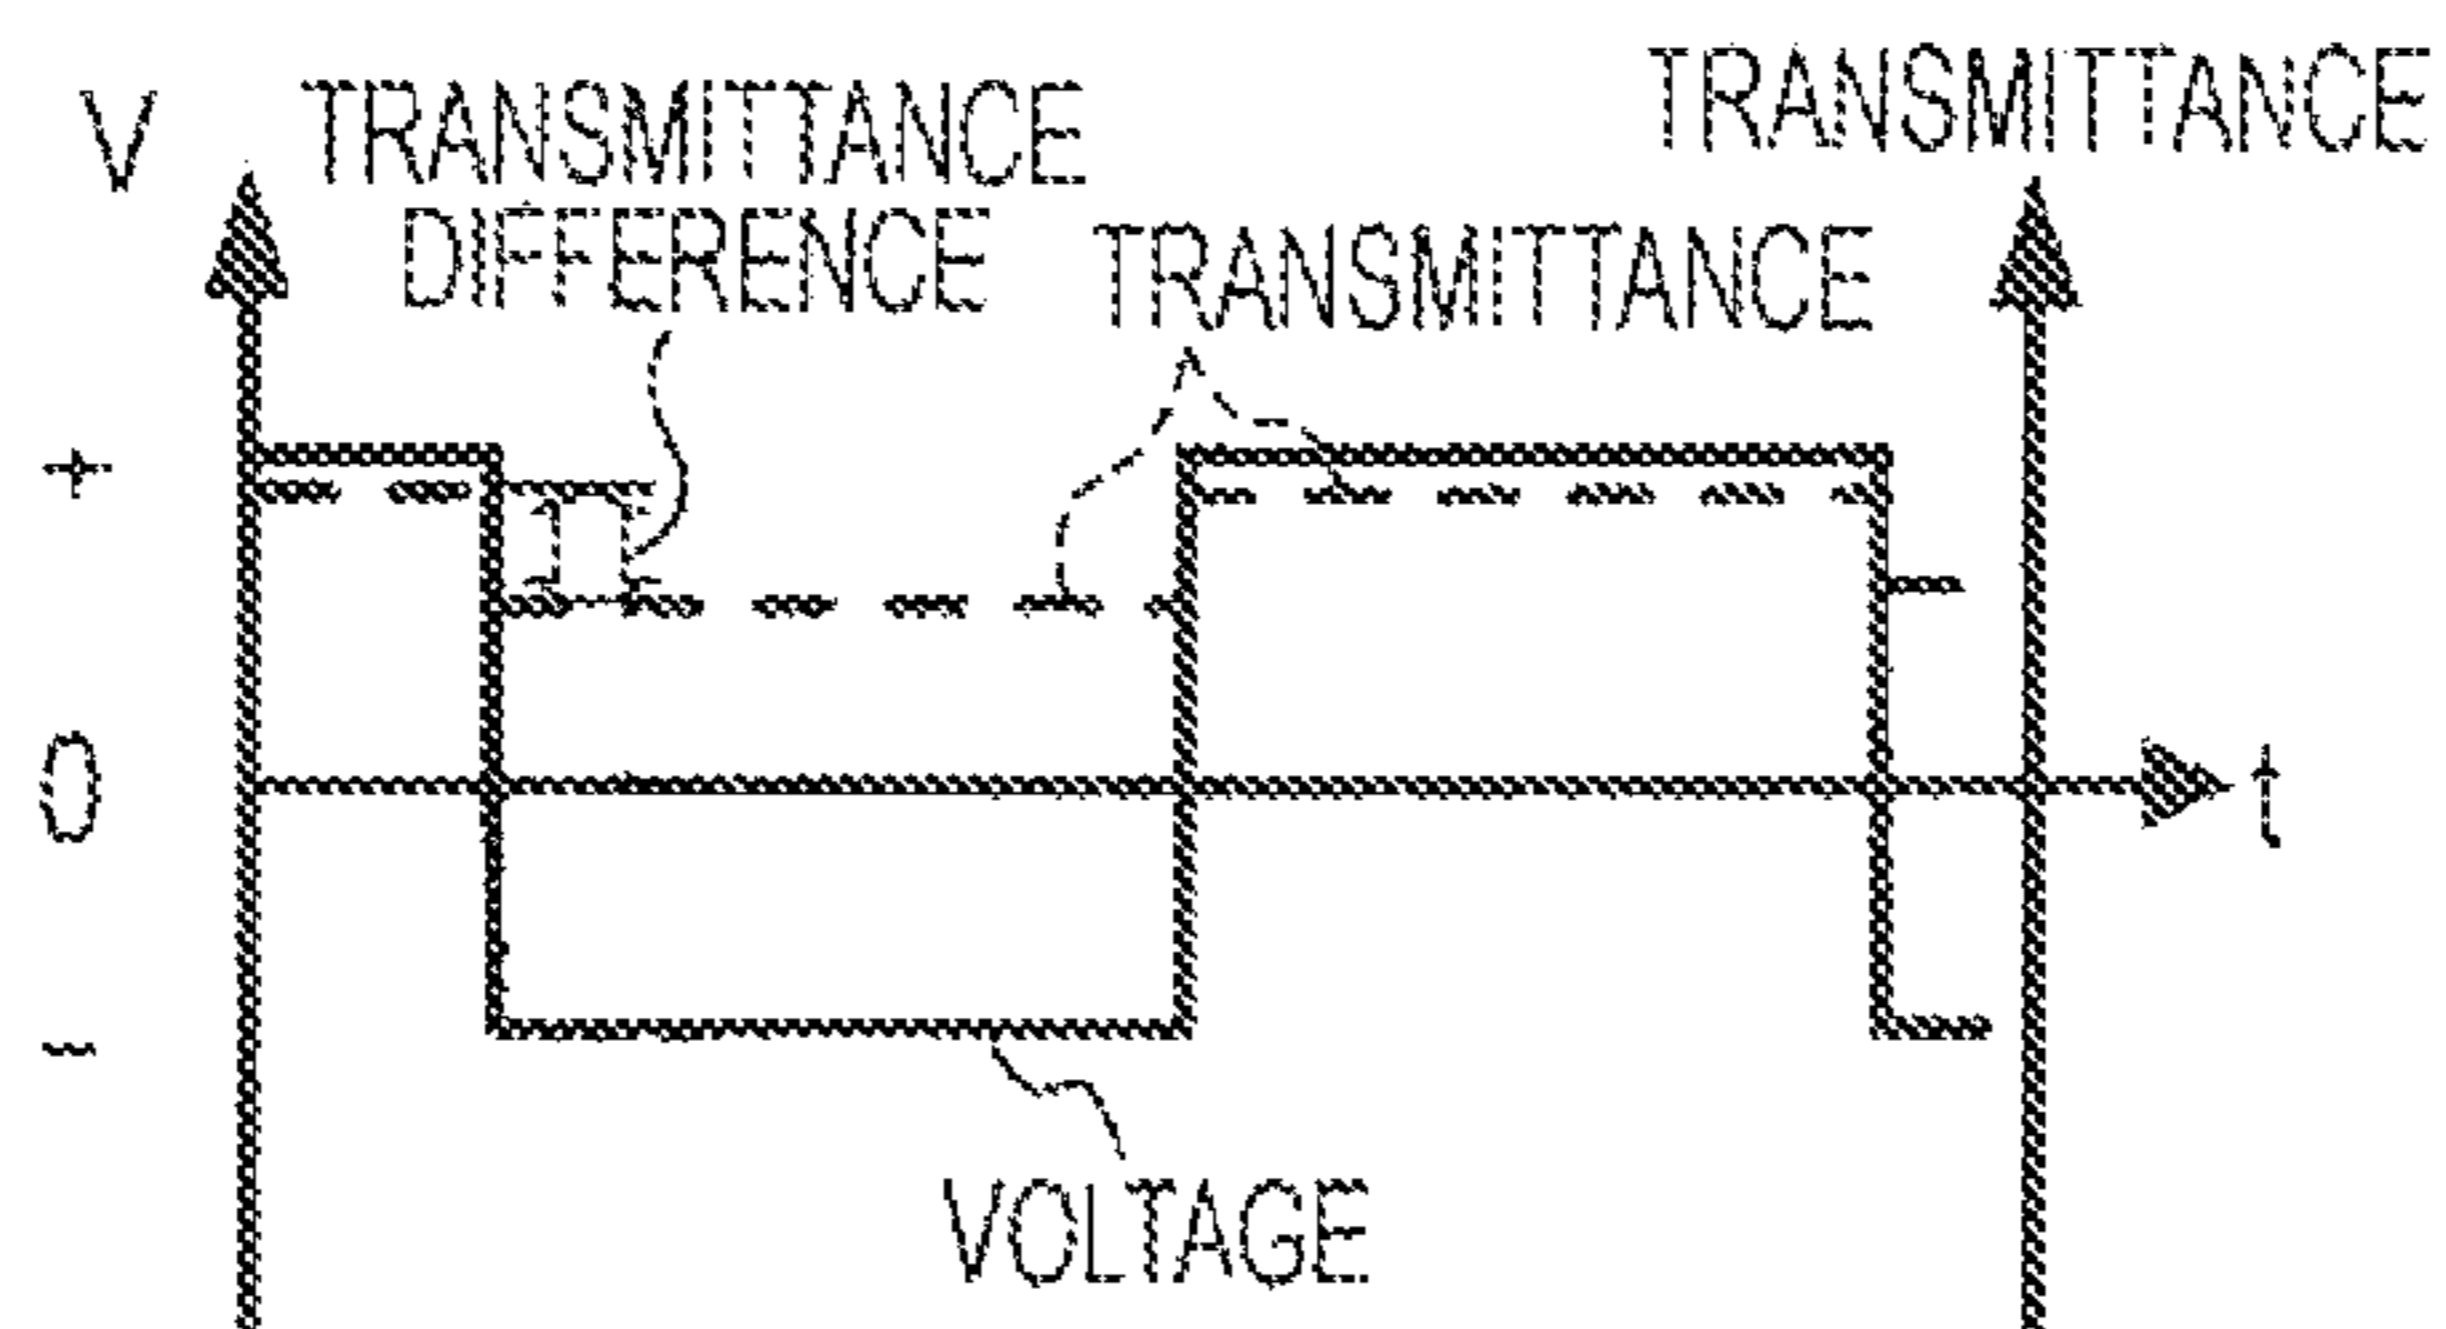 V
TRANSMITTANCE
DIFFERENCE
TRANSMITTANCE
TRANSMITTANCE
+
0
t
-
VOLTAGE